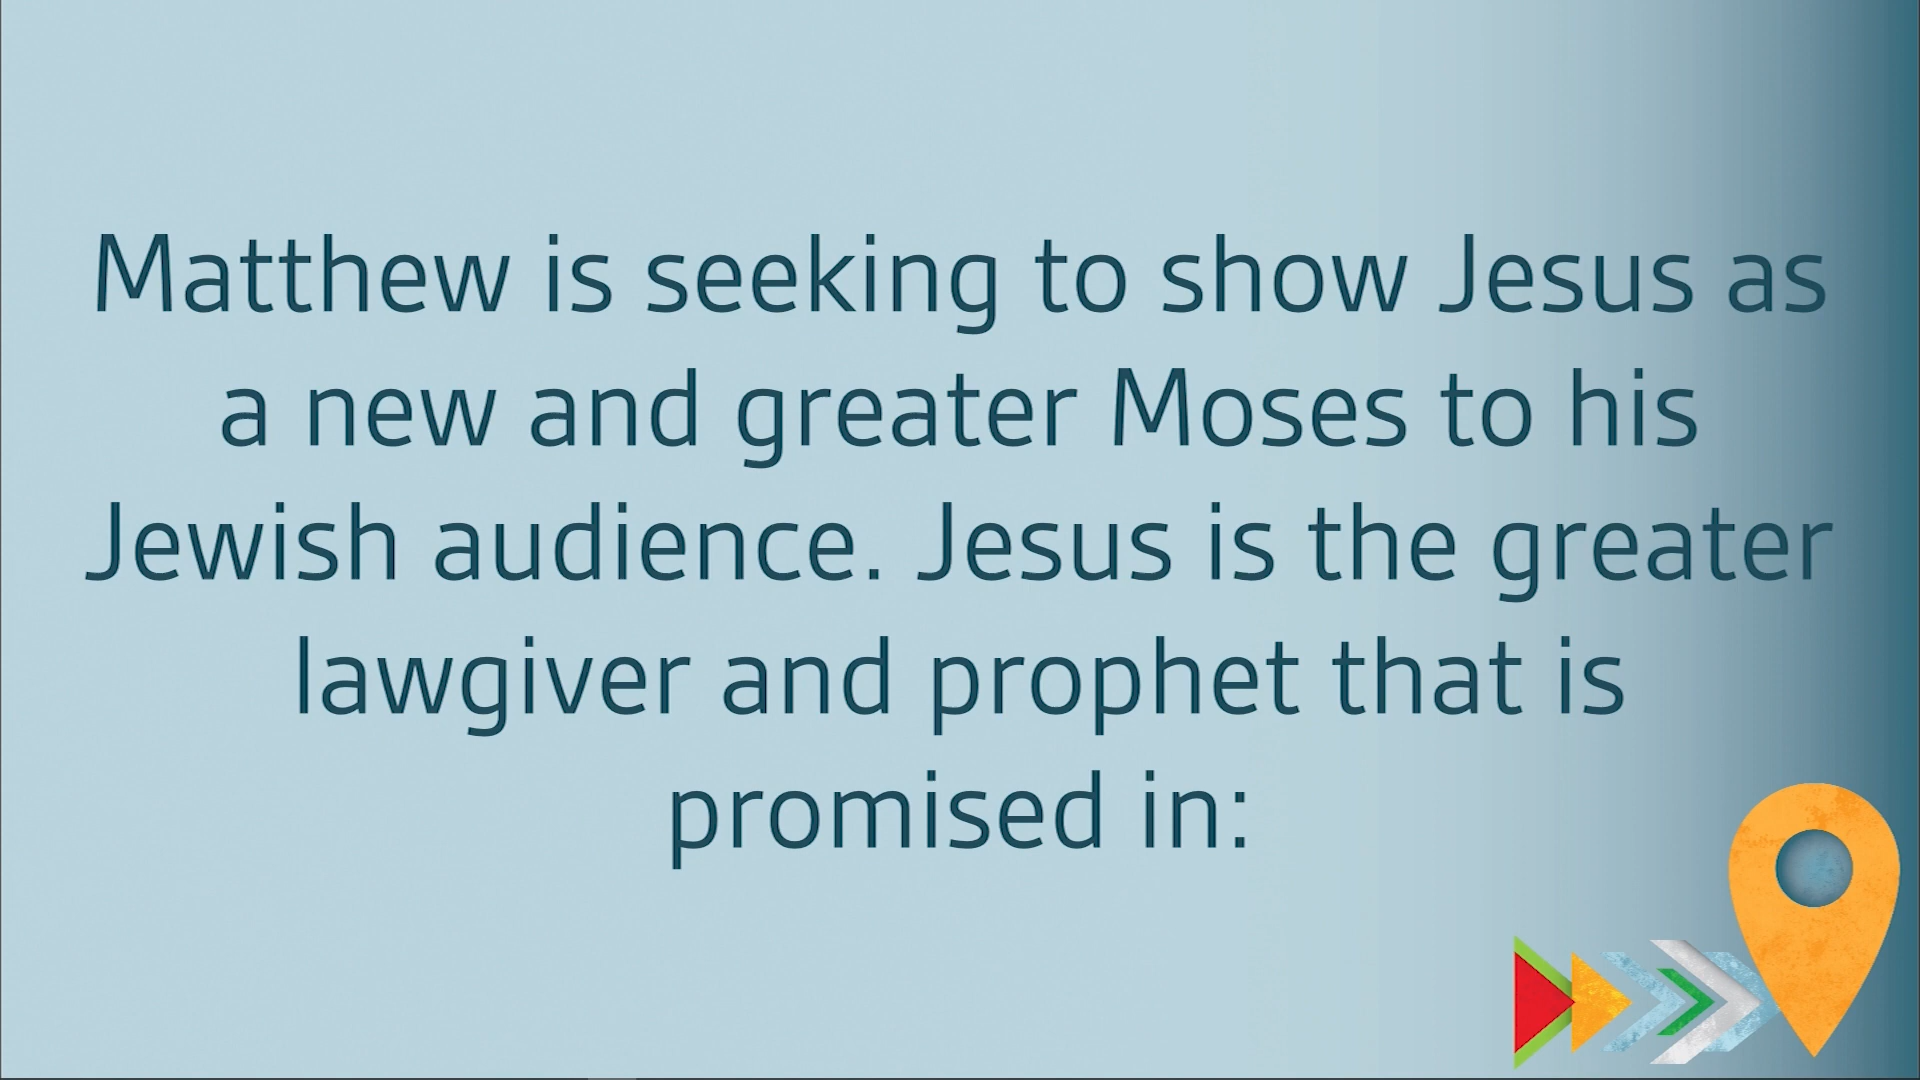 Matthew is seeking to show Jesus as
a new and greater Moses to his
Jewish audience. Jesus is the greater
lawgiver and prophet that is
promised in: